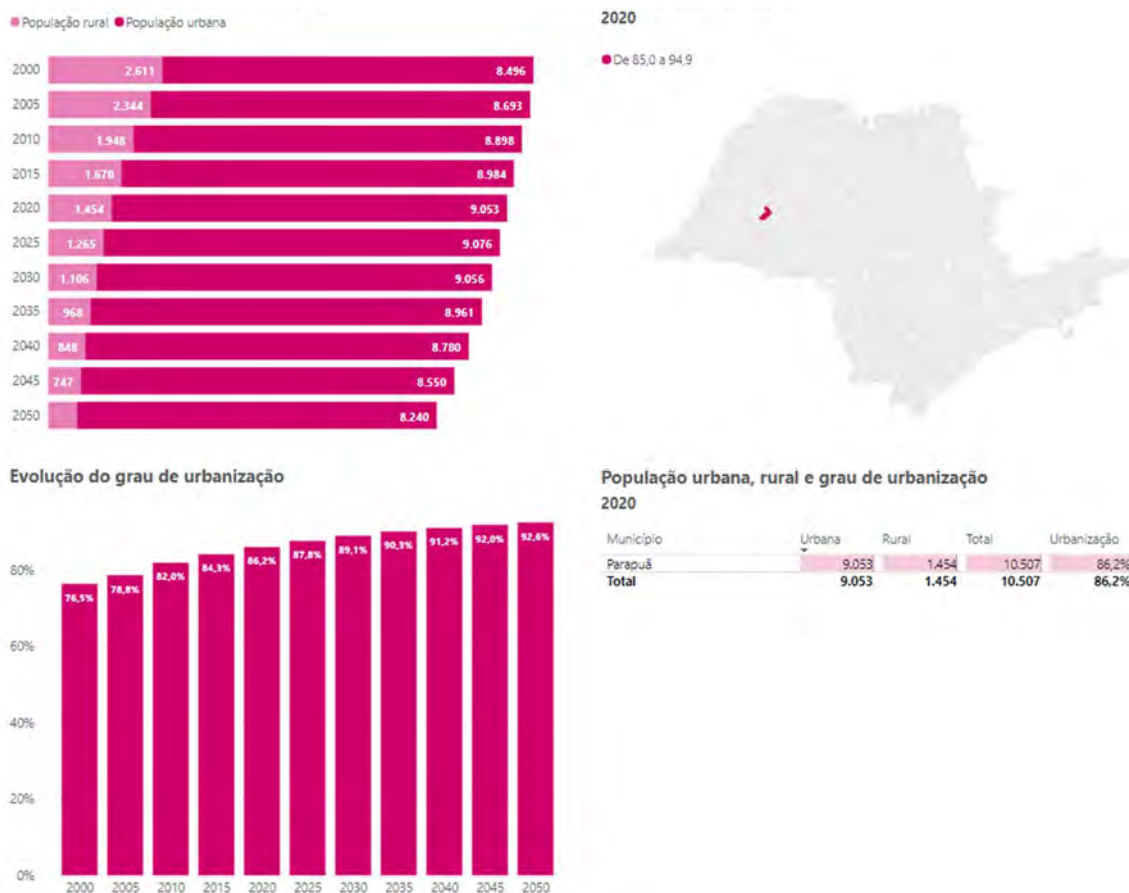 População rural População urbana
2000 2.611 8.496
2005 2.344 8.693
2010 1.948 8.898
2015 1.678 8.984
2020 1.454 9.053
2025 1.265 9.076
2030 1.106 9.056
2035 968 8.961
2040 848 8.780
2045 747 8.550
2050 8.240
2020
De 85,0 a 94,9
Evolução do grau de urbanização
80%
60%
40%
20%
0%
76,5% 78,8% 82,0% 84,3% 86,2% 87,8% 89,1% 90,3% 91,2% 92,0% 92,6%
2000 2005 2010 2015 2020 2025 2030 2035 2040 2045 2050
População urbana, rural e grau de urbanização
2020
Município Urbana Rural Total Urbanização
Parapuã 9.053 1.454 10.507 86,2%
Total 9.053 1.454 10.507 86,2%